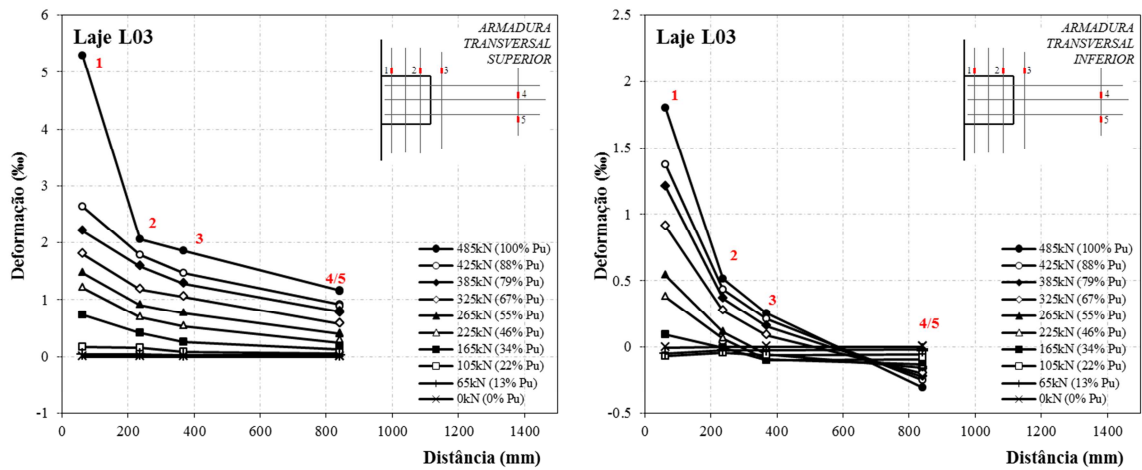 Laje L03
ARMADURA
TRANSVERSAL
SUPERIOR
1 2 3
4
5
1
2
3
4/5
485kN (100% Pu)
425kN (88% Pu)
385kN (79% Pu)
325kN (67% Pu)
265kN (55% Pu)
225kN (46% Pu)
165kN (34% Pu)
105kN (22% Pu)
65kN (13% Pu)
0kN (0% Pu)
6
5
4
3
2
1
0
-1
Deformação (‰)
0 200 400 600 800 1000 1200 1400
Distância (mm)
Laje L03
ARMADURA
TRANSVERSAL
INFERIOR
1 2 3
4
5
1
2
3
4/5
485kN (100% Pu)
425kN (88% Pu)
385kN (79% Pu)
325kN (67% Pu)
265kN (55% Pu)
225kN (46% Pu)
165kN (34% Pu)
105kN (22% Pu)
65kN (13% Pu)
0kN (0% Pu)
2.5
2
1.5
1
0.5
0
-0.5
Deformação (‰)
0 200 400 600 800 1000 1200 1400
Distância (mm)